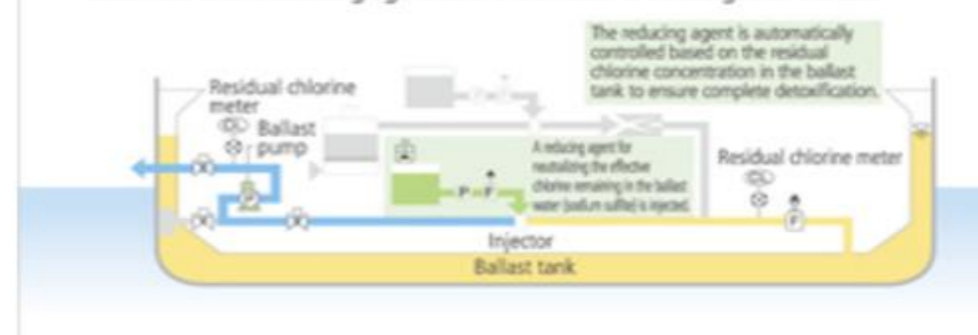 The reducing agent is automatically
controlled based on the residual
chlorine concentration in the ballast
tank to ensure complete detoxification.
Residual chlorine
meter
Ballast
pump
A reducing agent for
neutralizing the effective
chlorine remaining in the ballast
water (sodium sulfite) is injected.
Residual chlorine meter
P
F
P
F
Injector
Ballast tank